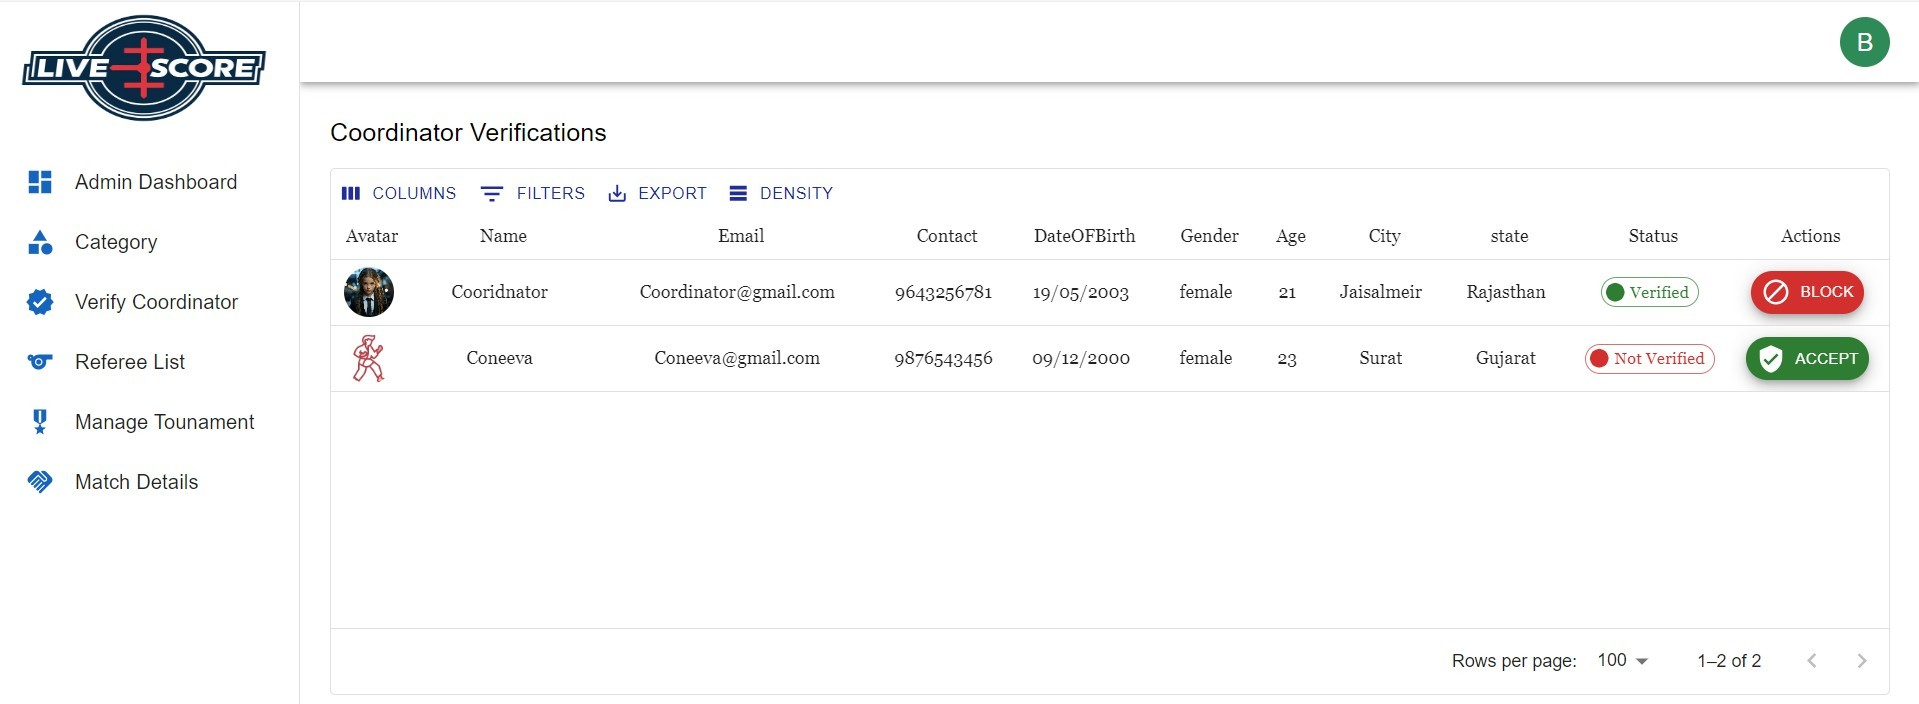 LIVE SCORE
B
Admin Dashboard
Category
Verify Coordinator
Referee List
Manage Tounament
Match Details
Coordinator Verifications
COLUMNS FILTERS EXPORT DENSITY
Avatar Name Email Contact DateOFBirth Gender Age City state Status Actions
Cooridnator Coordinator@gmail.com 9643256781 19/05/2003 female 21 Jaisalmeir Rajasthan Verified BLOCK
Coneeva Coneeva@gmail.com 9876543456 09/12/2000 female 23 Surat Gujarat Not Verified ACCEPT
Rows per page: 100 1–2 of 2